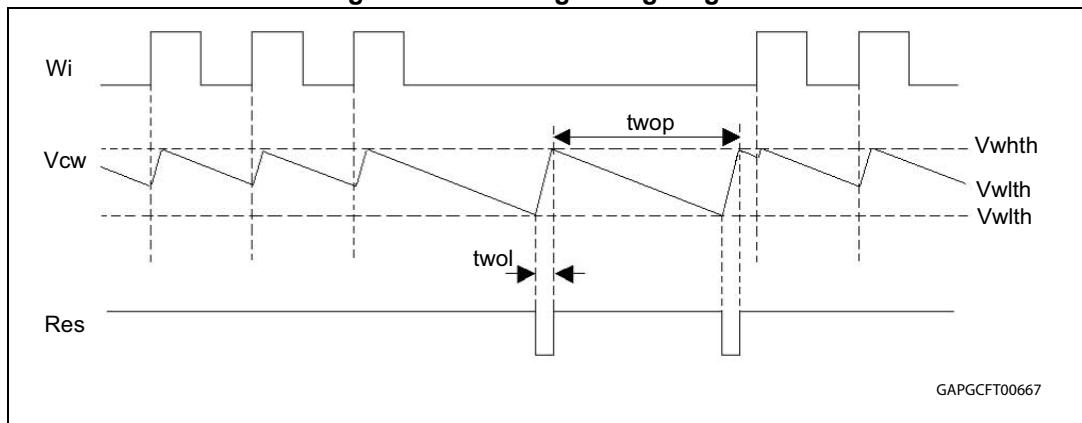 Wi
twop
Vcw
Vwhth
Vwlth
Vwlth
twol
Res
GAPGCFT00667